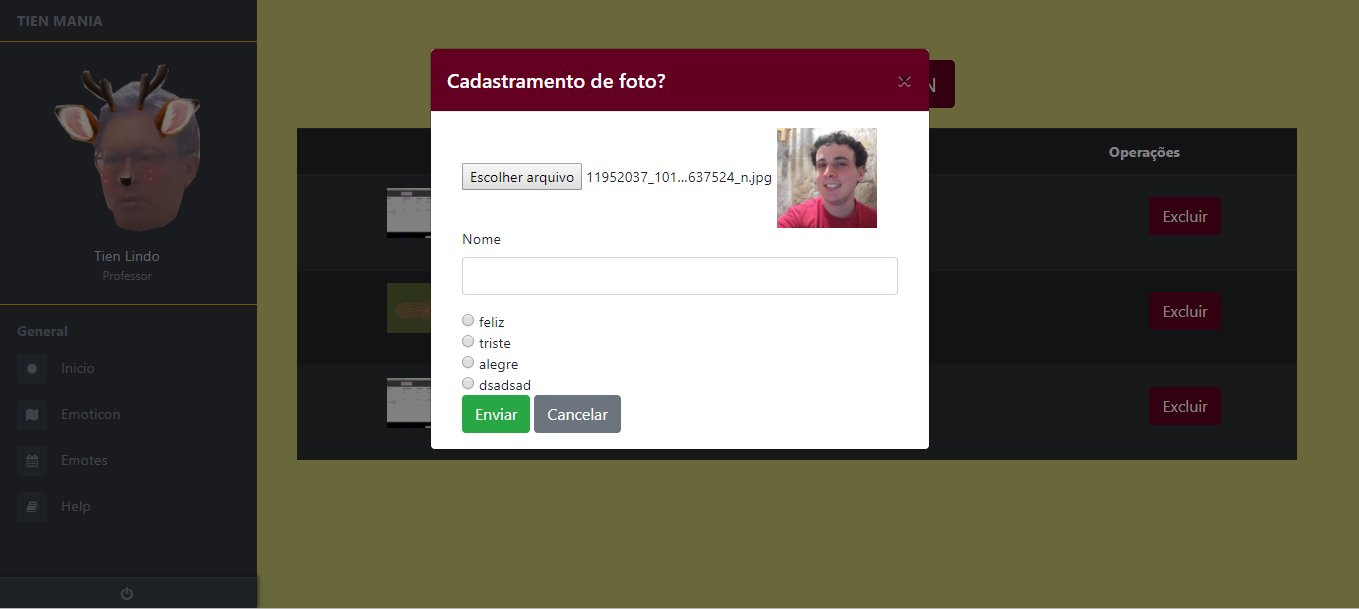 TIEN MANIA
Tien Lindo
Professor
General
Inicio
Emoticon
Emotes
Help
Cadastramento de foto?
×
N
Escolher arquivo 11952037_101...637524_n.jpg
Nome
feliz
triste
alegre
dsadsad
Enviar Cancelar
Operações
Excluir
Excluir
Excluir